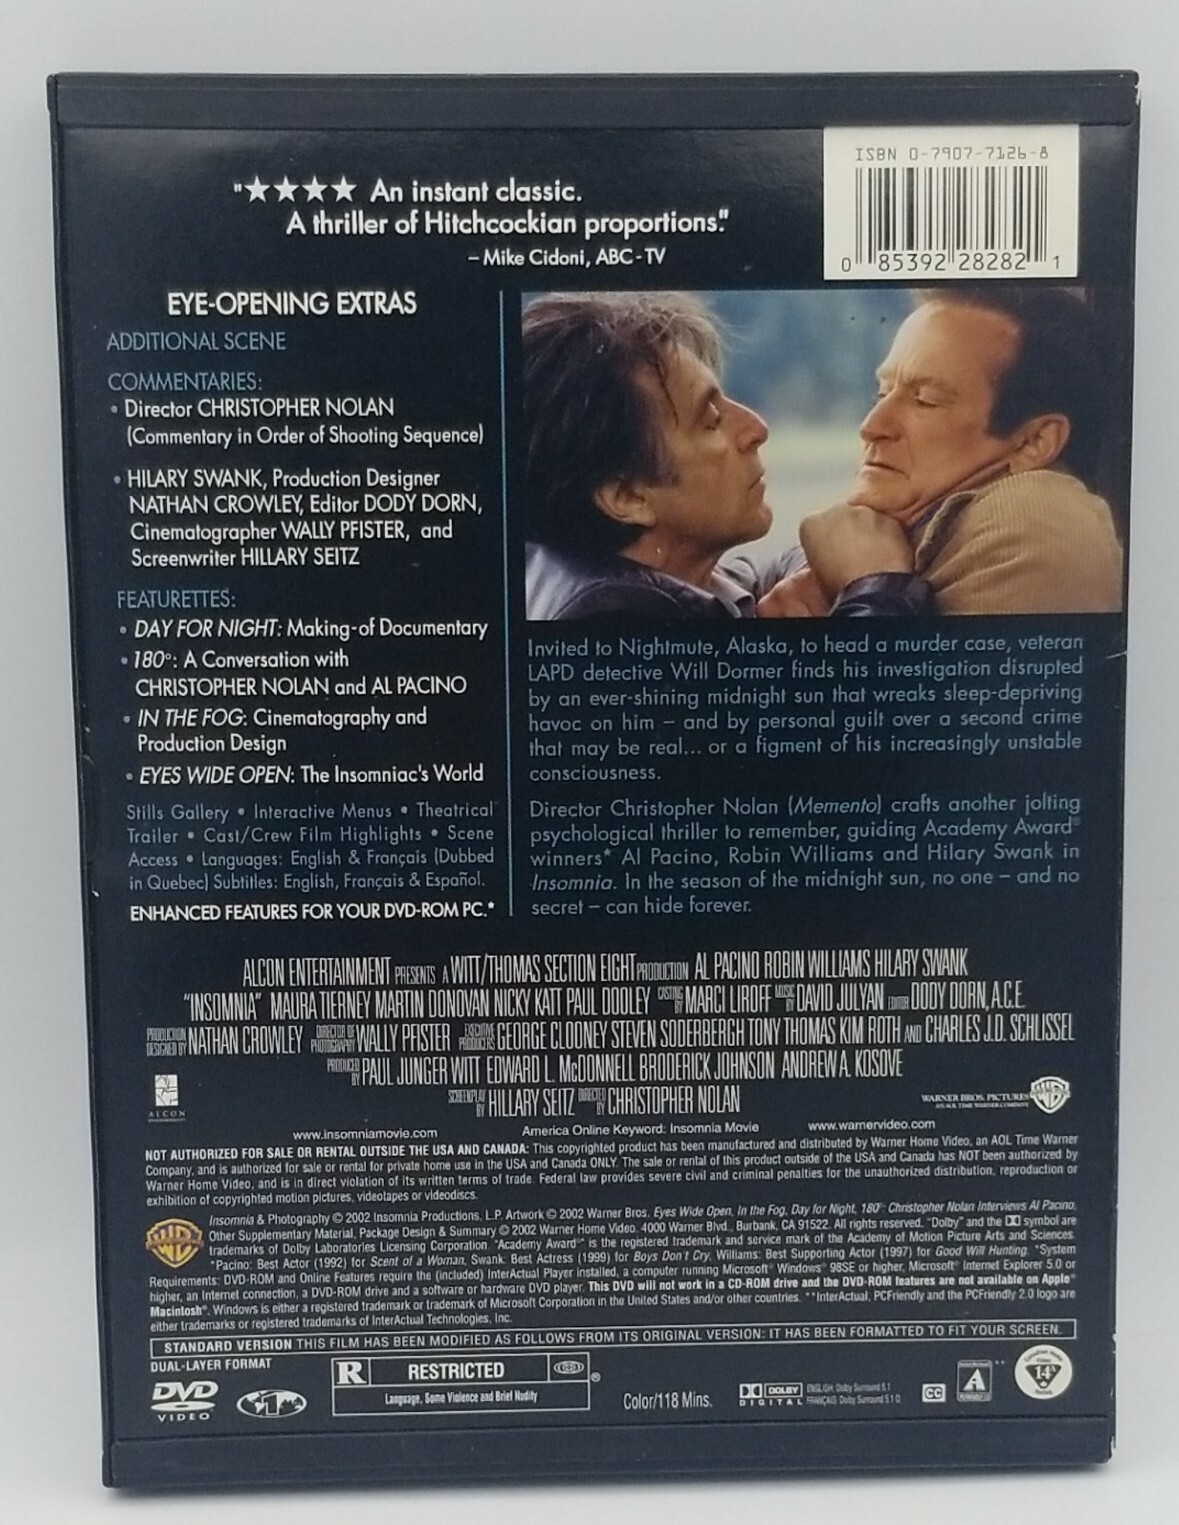 ISBN 0-7907-7126-8
0 85392 28282 1
"★★★★ An instant classic.
A thriller of Hitchcockian proportions."
– Mike Cidoni, ABC-TV
EYE-OPENING EXTRAS
ADDITIONAL SCENE
COMMENTARIES:
• Director CHRISTOPHER NOLAN
(Commentary in Order of Shooting Sequence)
• HILARY SWANK, Production Designer
NATHAN CROWLEY, Editor DODY DORN,
Cinematographer WALLY PFISTER, and
Screenwriter HILLARY SEITZ
FEATURETTES:
• DAY FOR NIGHT: Making-of Documentary
• 180°: A Conversation with
CHRISTOPHER NOLAN and AL PACINO
• IN THE FOG: Cinematography and
Production Design
• EYES WIDE OPEN: The Insomniac's World
Stills Gallery • Interactive Menus • Theatrical
Trailer • Cast/Crew Film Highlights • Scene
Access • Languages: English & Français (Dubbed
in Quebec) Subtitles: English, Français & Español.
ENHANCED FEATURES FOR YOUR DVD-ROM PC.*
Invited to Nightmute, Alaska, to head a murder case, veteran
LAPD detective Will Dormer finds his investigation disrupted
by an ever-shining midnight sun that wreaks sleep-depriving
havoc on him – and by personal guilt over a second crime
that may be real... or a figment of his increasingly unstable
consciousness.
Director Christopher Nolan (Memento) crafts another jolting
psychological thriller to remember, guiding Academy Award®
winners* Al Pacino, Robin Williams and Hilary Swank in
Insomnia. In the season of the midnight sun, no one – and no
secret – can hide forever.
ALCON ENTERTAINMENT PRESENTS A WITT/THOMAS SECTION EIGHT PRODUCTION AL PACINO ROBIN WILLIAMS HILARY SWANK
"INSOMNIA" MAURA TIERNEY MARTIN DONOVAN NICKY KATT PAUL DOOLEY CASTING BY MARCI LIROFF MUSIC BY DAVID JULYAN EDITOR DODY DORN, A.C.E.
PRODUCTION DESIGNED BY NATHAN CROWLEY DIRECTOR OF PHOTOGRAPHY WALLY PFISTER EXECUTIVE PRODUCERS GEORGE CLOONEY STEVEN SODERBERGH TONY THOMAS KIM ROTH AND CHARLES J.D. SCHLISSEL
PRODUCED BY PAUL JUNGER WITT EDWARD L. McDONNELL BRODERICK JOHNSON ANDREW A. KOSOVE
SCREENPLAY BY HILLARY SEITZ DIRECTED BY CHRISTOPHER NOLAN
ALCON
WARNER BROS. PICTURES
AN AOL TIME WARNER COMPANY
www.insomniamovie.com America Online Keyword: Insomnia Movie www.warnervideo.com
NOT AUTHORIZED FOR SALE OR RENTAL OUTSIDE THE USA AND CANADA: This copyrighted product has been manufactured and distributed by Warner Home Video, an AOL Time Warner
Company, and is authorized for sale or rental for private home use in the USA and Canada ONLY. The sale or rental of this product outside of the USA and Canada has NOT been authorized by
Warner Home Video, and is in direct violation of its written terms of trade. Federal law provides severe civil and criminal penalties for the unauthorized distribution, reproduction or
exhibition of copyrighted motion pictures, videotapes or videodiscs.
Insomnia & Photography © 2002 Insomnia Productions, L.P. Artwork © 2002 Warner Bros. Eyes Wide Open, In the Fog, Day for Night, 180°: Christopher Nolan Interviews Al Pacino,
Other Supplementary Material, Package Design & Summary © 2002 Warner Home Video. 4000 Warner Blvd., Burbank, CA 91522. All rights reserved. "Dolby" and the DD symbol are
trademarks of Dolby Laboratories Licensing Corporation. "Academy Award®" is the registered trademark and service mark of the Academy of Motion Picture Arts and Sciences.
*Pacino: Best Actor (1992) for Scent of a Woman, Swank: Best Actress (1999) for Boys Don't Cry, Williams: Best Supporting Actor (1997) for Good Will Hunting. *System
Requirements: DVD-ROM and Online Features require the (included) InterActual Player installed, a computer running Microsoft® Windows® 98SE or higher, Microsoft® Internet Explorer 5.0 or
higher, an Internet connection, a DVD-ROM drive and a software or hardware DVD player. This DVD will not work in a CD-ROM drive and the DVD-ROM features are not available on Apple®
Macintosh®. Windows is either a registered trademark or trademark of Microsoft Corporation in the United States and/or other countries. **InterActual, PCFriendly and the PCFriendly 2.0 logo are
either trademarks or registered trademarks of InterActual Technologies, Inc.
STANDARD VERSION THIS FILM HAS BEEN MODIFIED AS FOLLOWS FROM ITS ORIGINAL VERSION: IT HAS BEEN FORMATTED TO FIT YOUR SCREEN.
DUAL-LAYER FORMAT
DVD
VIDEO
1
R RESTRICTED ®
Language, Some Violence and Brief Nudity
Color/118 Mins.
DOLBY
DIGITAL
ENGLISH: Dolby Surround 5.1
FRANÇAIS: Dolby Surround 5.1
CC
A **
14A